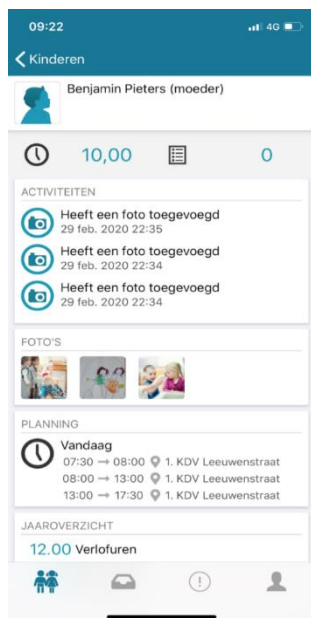 09:22
4G
Kinderen
Benjamin Pieters (moeder)
10,00
0
ACTIVITEITEN
Heeft een foto toegevoegd
29 feb. 2020 22:35
Heeft een foto toegevoegd
29 feb. 2020 22:34
Heeft een foto toegevoegd
29 feb. 2020 22:34
FOTO'S
PLANNING
Vandaag
07:30 → 08:00 1. KDV Leeuwenstraat
08:00 → 13:00 1. KDV Leeuwenstraat
13:00 → 17:30 1. KDV Leeuwenstraat
JAAROVERZICHT
12.00 Verlofuren